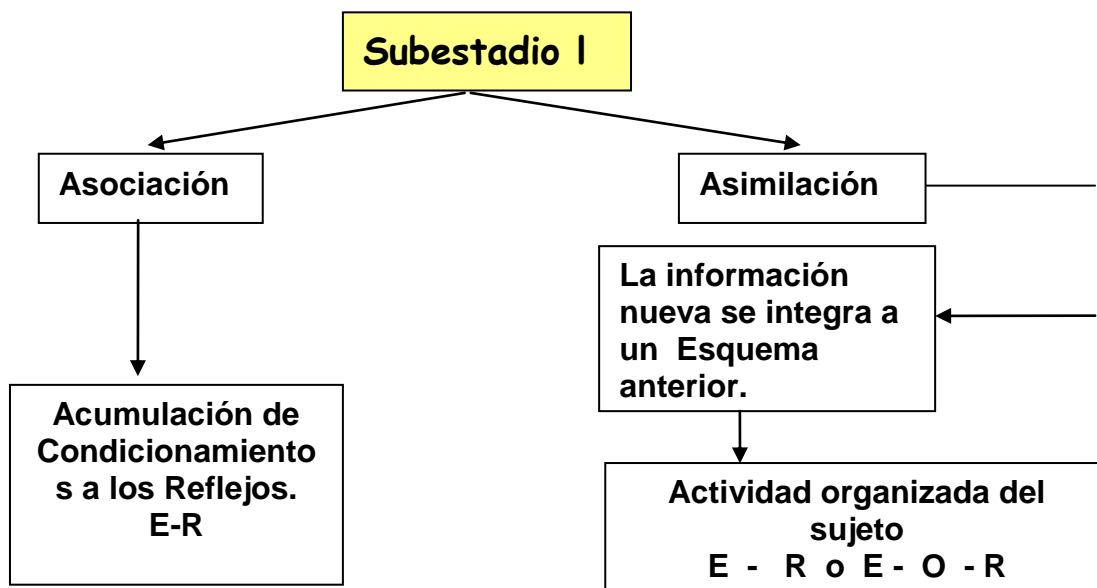 Subestadio I
Asociación
Asimilación
La información
nueva se integra a
un Esquema
anterior.
Acumulación de
Condicionamiento
s a los Reflejos.
E-R
Actividad organizada del
sujeto
E - R o E - O - R